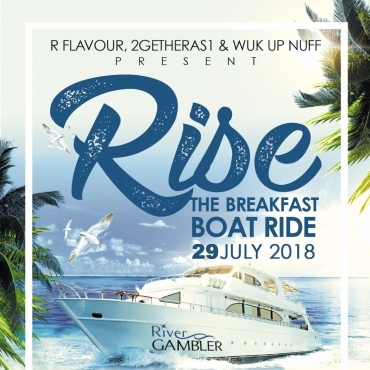 R FLAVOUR, 2GETHERAS1 & WUK UP NUFF
PRESENT
Rise
THE BREAKFAST
BOAT RIDE
29 JULY 2018
River
GAMBLER